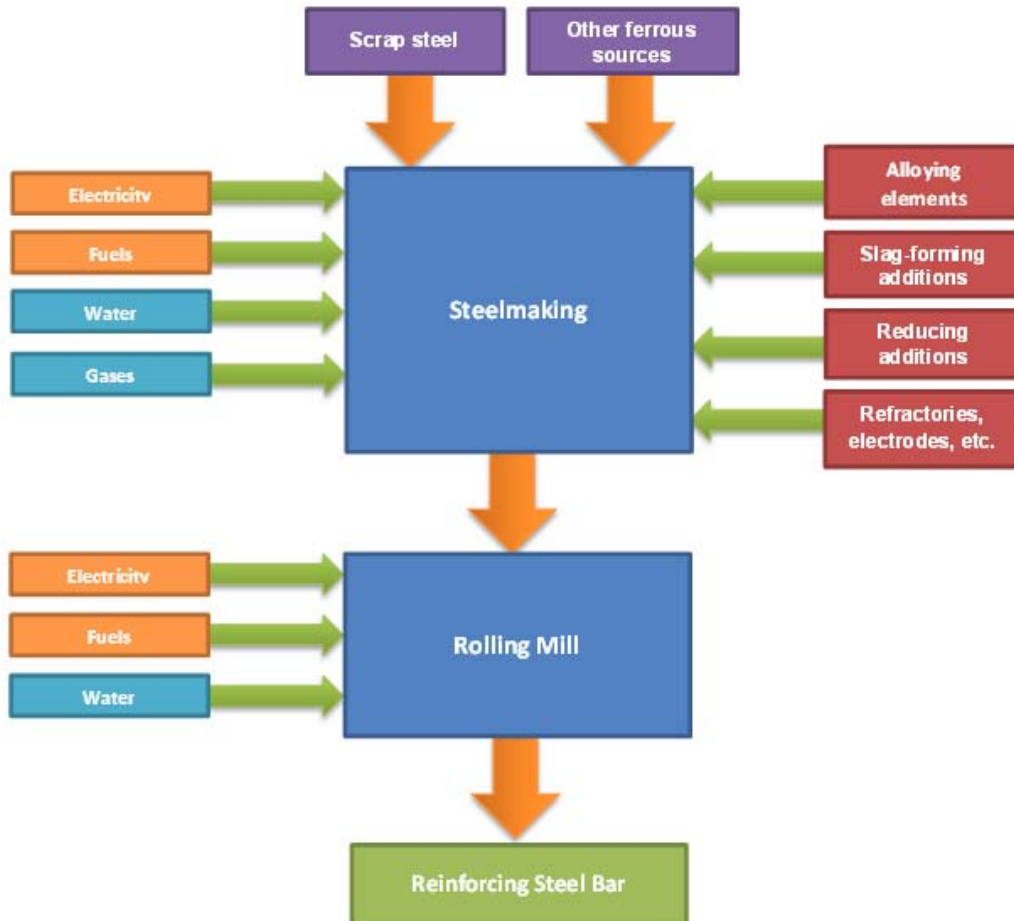 Scrap steel
Other ferrous
sources
Electricity
Fuels
Water
Gases
Steelmaking
Alloying
elements
Slag-forming
additions
Reducing
additions
Refractories,
electrodes, etc.
Electricity
Fuels
Water
Rolling Mill
Reinforcing Steel Bar